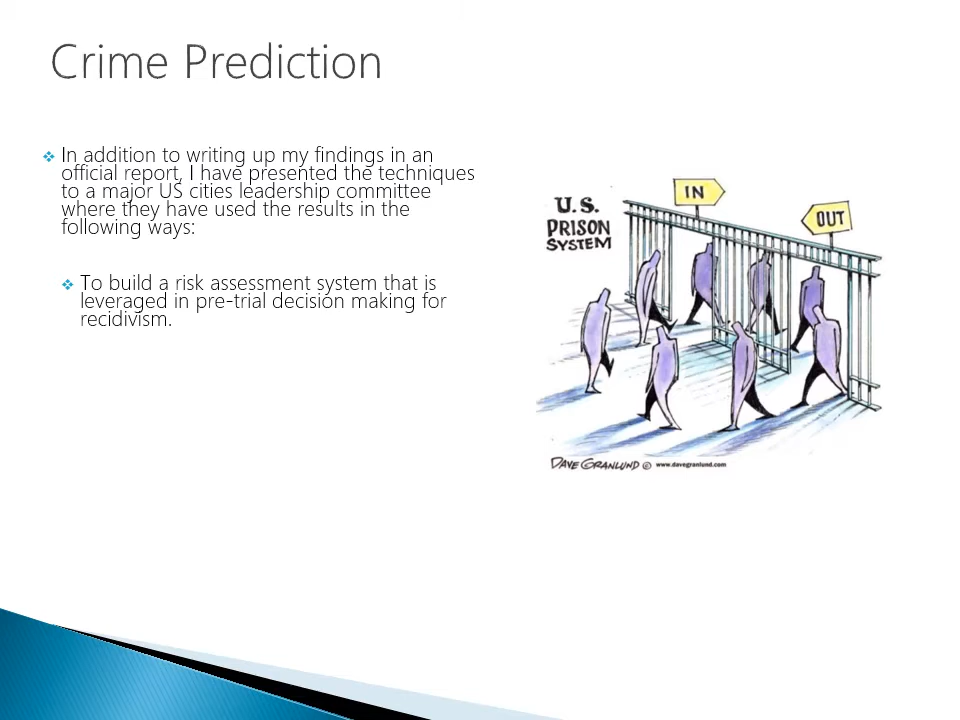 Crime Prediction
In addition to writing up my findings in an
official report, I have presented the techniques
to a major US cities leadership committee
where they have used the results in the
following ways:
To build a risk assessment system that is
leveraged in pre-trial decision making for
recidivism.
IN
OUT
U.S.
PRISON
SYSTEM
DAVE GRANLUND © www.davegranlund.com